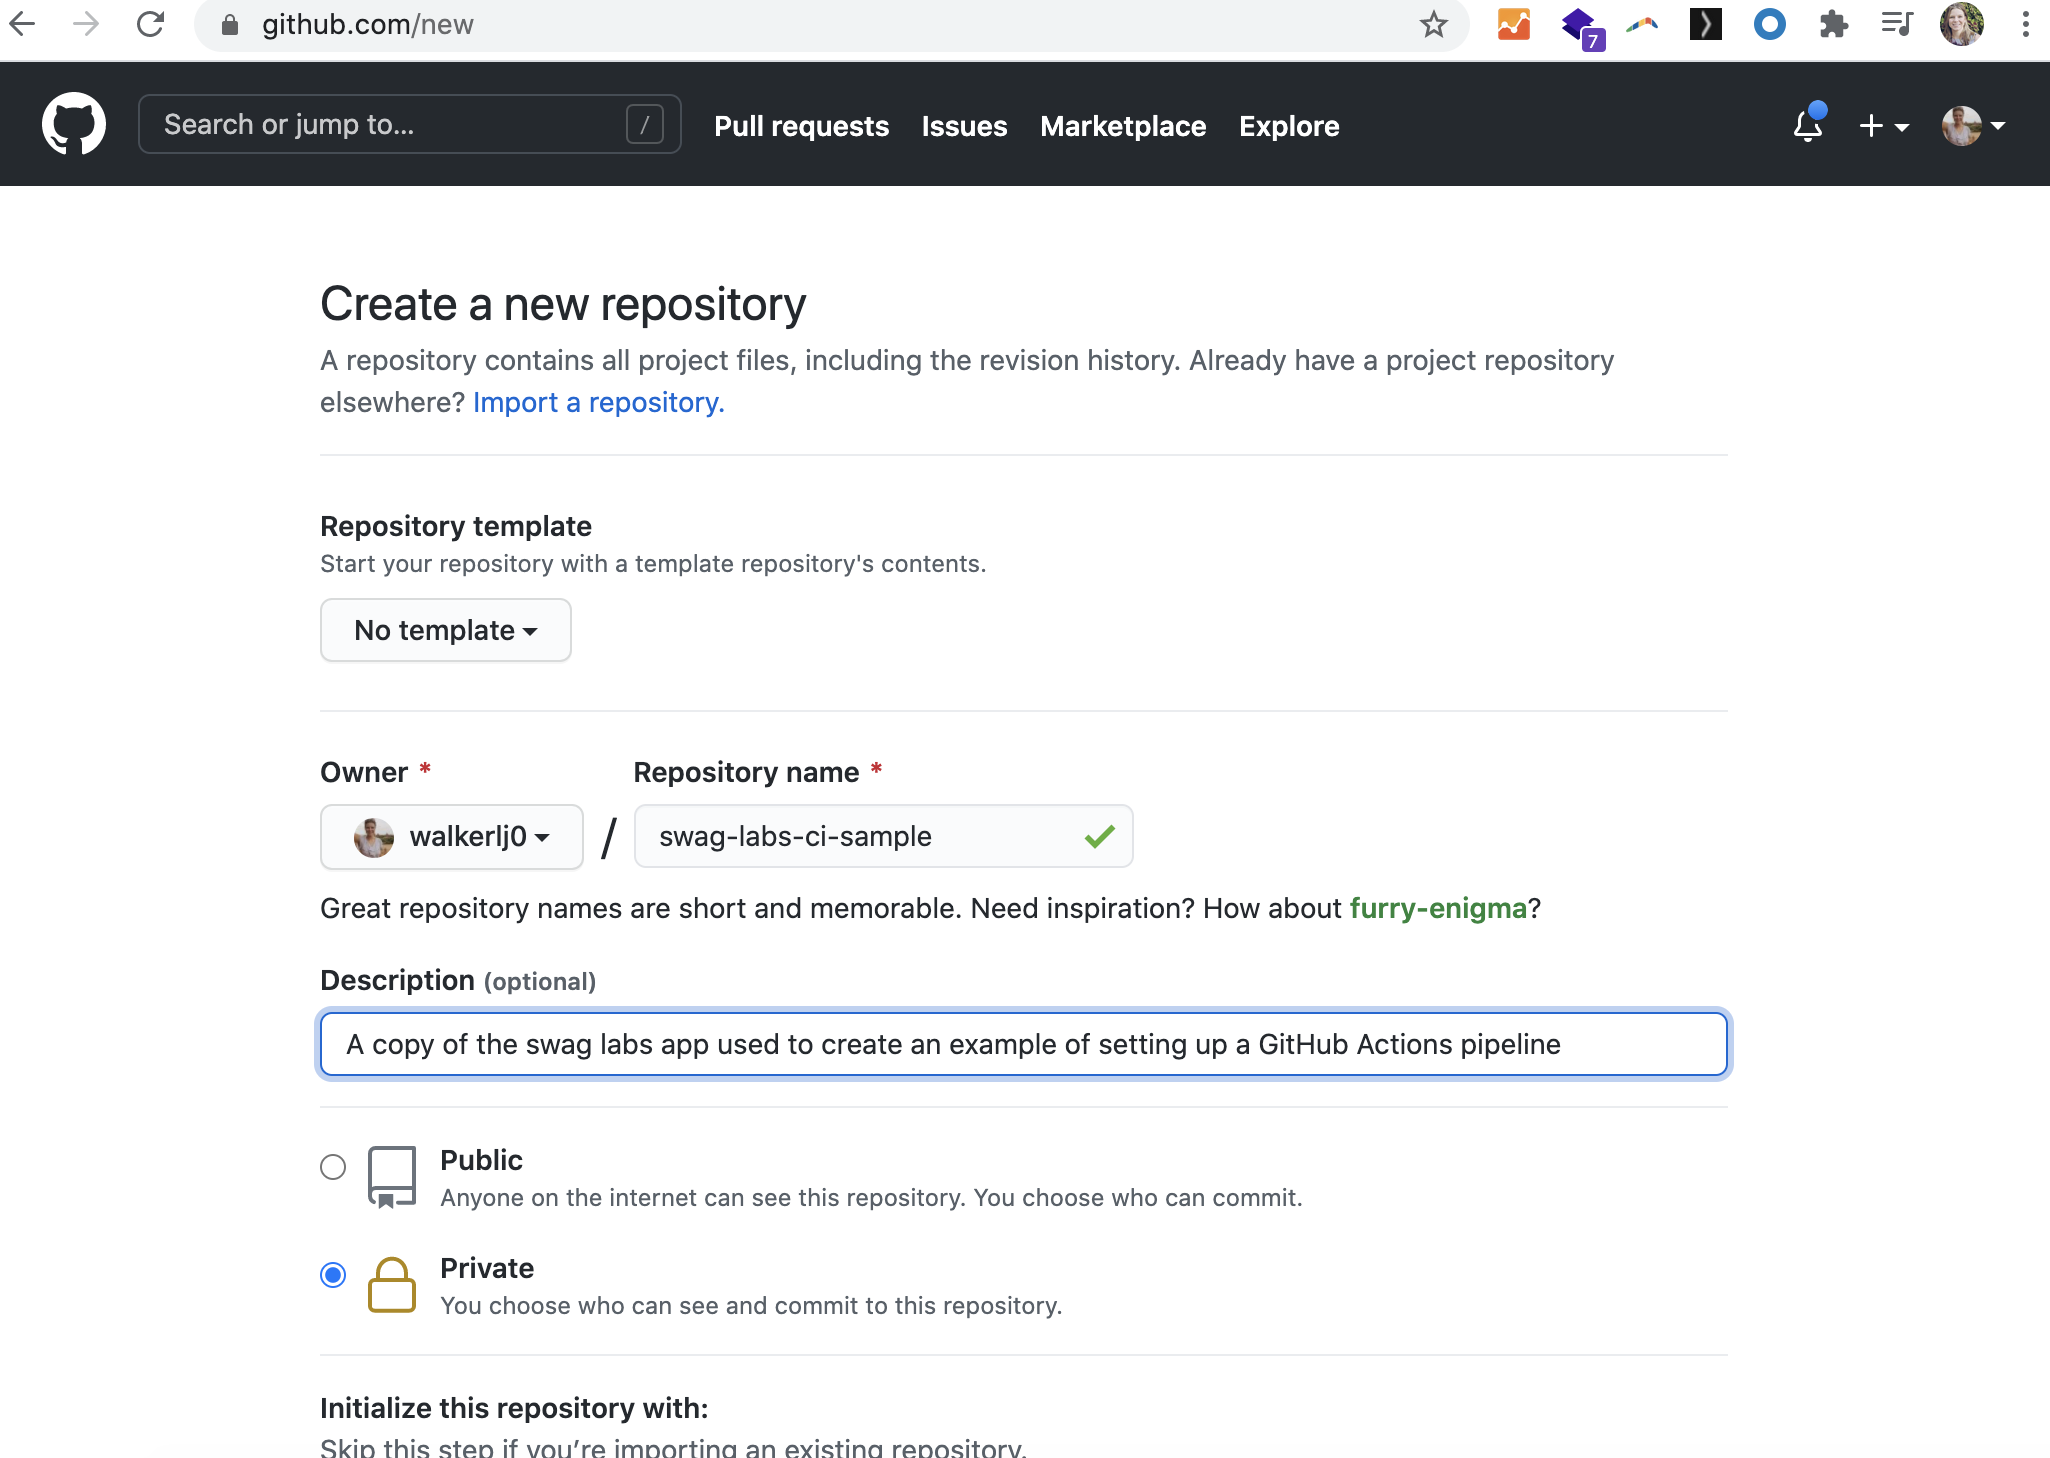 github.com/new
7
Search or jump to...
/
Pull requests
Issues
Marketplace
Explore
Create a new repository
A repository contains all project files, including the revision history. Already have a project repository
elsewhere? Import a repository.
Repository template
Start your repository with a template repository's contents.
No template
Owner *
Repository name *
walkerlj0
/
swag-labs-ci-sample
Great repository names are short and memorable. Need inspiration? How about furry-enigma?
Description (optional)
A copy of the swag labs app used to create an example of setting up a GitHub Actions pipeline
Public
Anyone on the internet can see this repository. You choose who can commit.
Private
You choose who can see and commit to this repository.
Initialize this repository with:
Skip this step if you’re importing an existing repository.